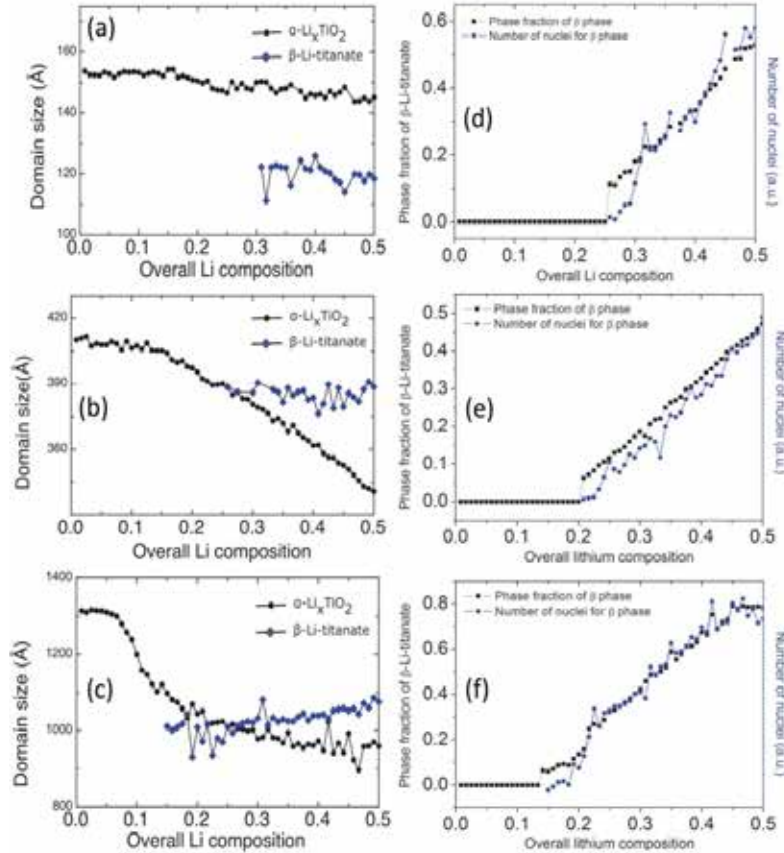 (a)
α-LiₓTiO₂
β-Li-titanate
Domain size (Å)
150
120
100
0.0 0.1 0.2 0.3 0.4 0.5
Overall Li composition
(d)
Phase fraction of β phase
Number of nuclei for β phase
Phase fration of β-Li-titanate
Number of nuclei (a.u.)
0.6
0.4
0.2
0.0
0.0 0.1 0.2 0.3 0.4 0.5
Overall Li composition
(b)
α-LiₓTiO₂
β-Li-titanate
Domain size(Å)
420
390
360
0.0 0.1 0.2 0.3 0.4 0.5
Overall Li composition
(e)
Phase fraction of β phase
Number of nuclei for β phase
Phase fraction of β-Li-titanate
Number of nuclei (a.u.)
0.5
0.4
0.3
0.2
0.1
0.0
0.0 0.1 0.2 0.3 0.4 0.5
Overall lithium composition
(c)
α-LiₓTiO₂
β-Li-titanate
Domain size (Å)
1400
1200
1000
800
0.0 0.1 0.2 0.3 0.4 0.5
Overall Li composition
(f)
Phase fraction of β phase
Number of nuclei for β phase
Phase fraction of β-Li-titanate
Number of nuclei (a.u.)
0.8
0.6
0.4
0.2
0.0
0.0 0.1 0.2 0.3 0.4 0.5
Overall lithium composition